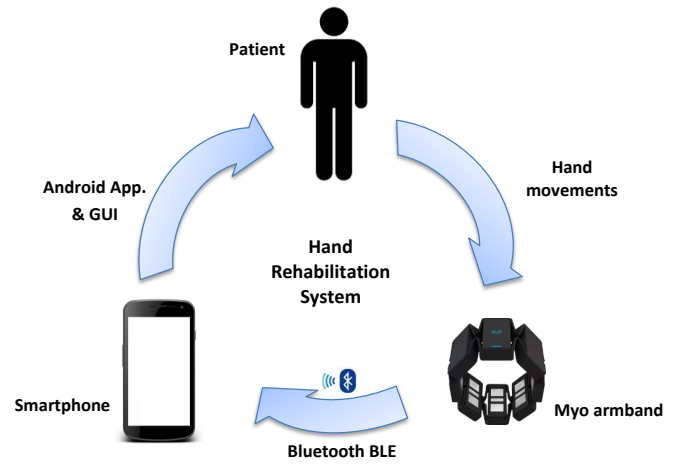 Patient
Android App.
& GUI
Hand
movements
Hand
Rehabilitation
System
Smartphone
Myo armband
Bluetooth BLE